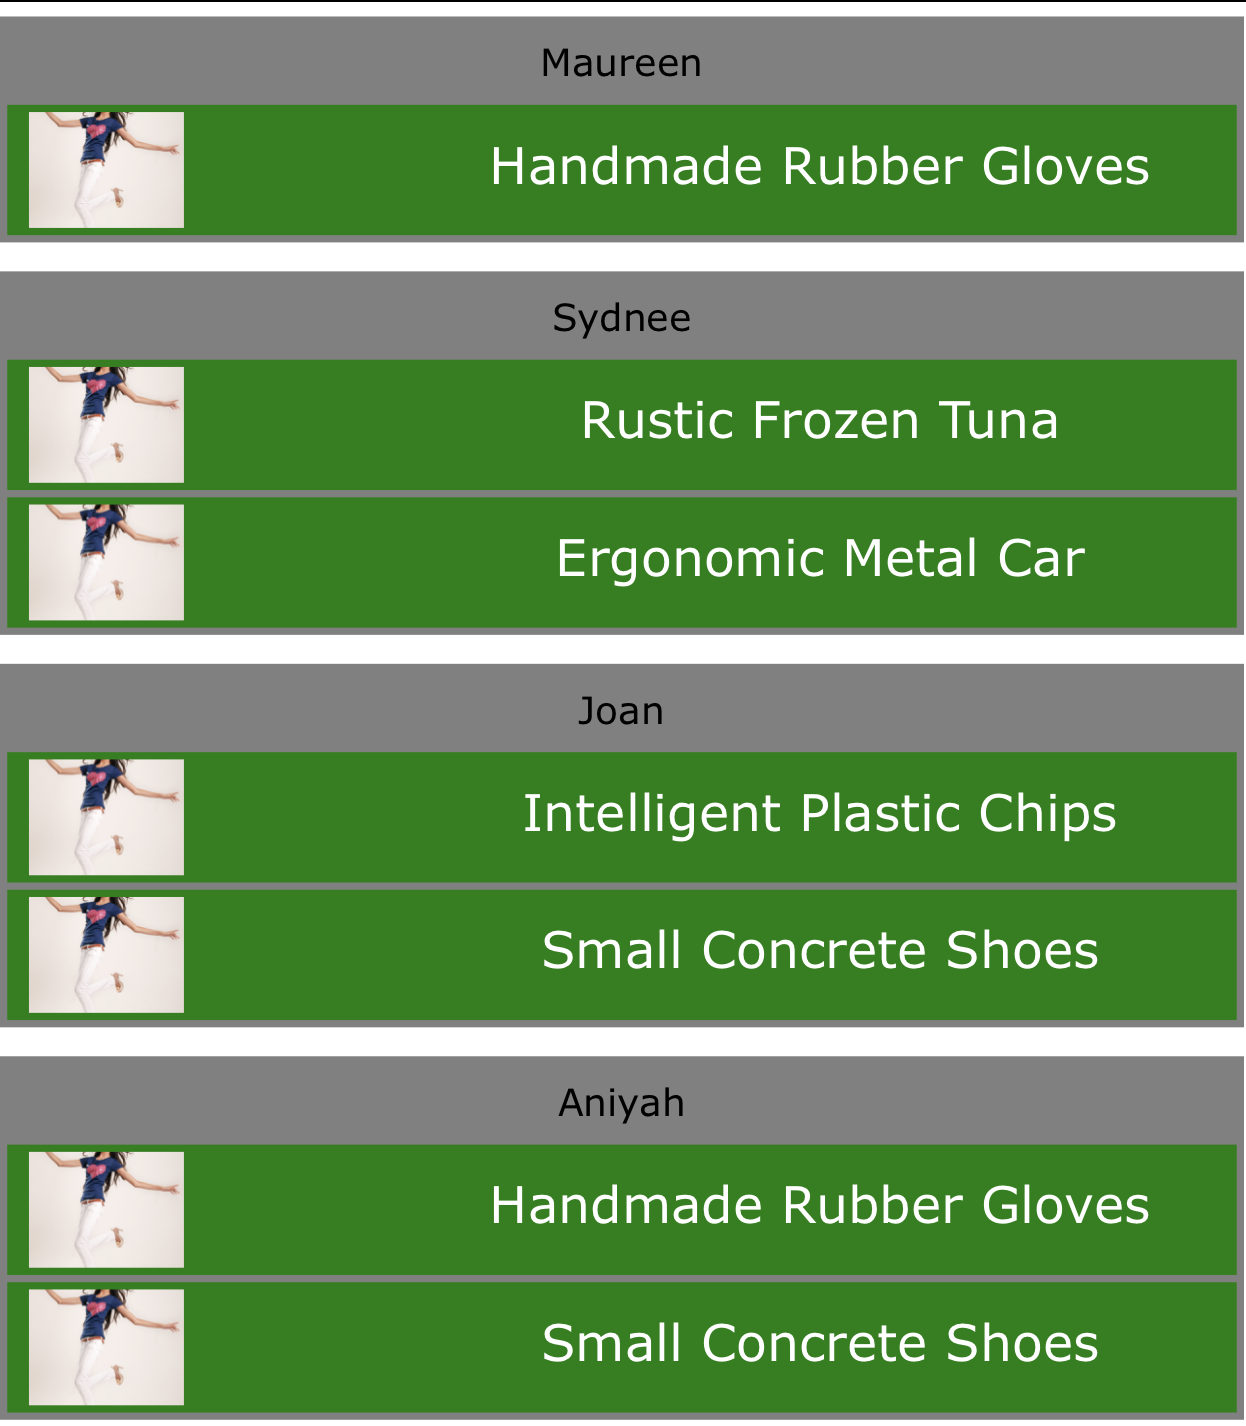 Maureen
Handmade Rubber Gloves
Sydnee
Rustic Frozen Tuna
Ergonomic Metal Car
Joan
Intelligent Plastic Chips
Small Concrete Shoes
Aniyah
Handmade Rubber Gloves
Small Concrete Shoes